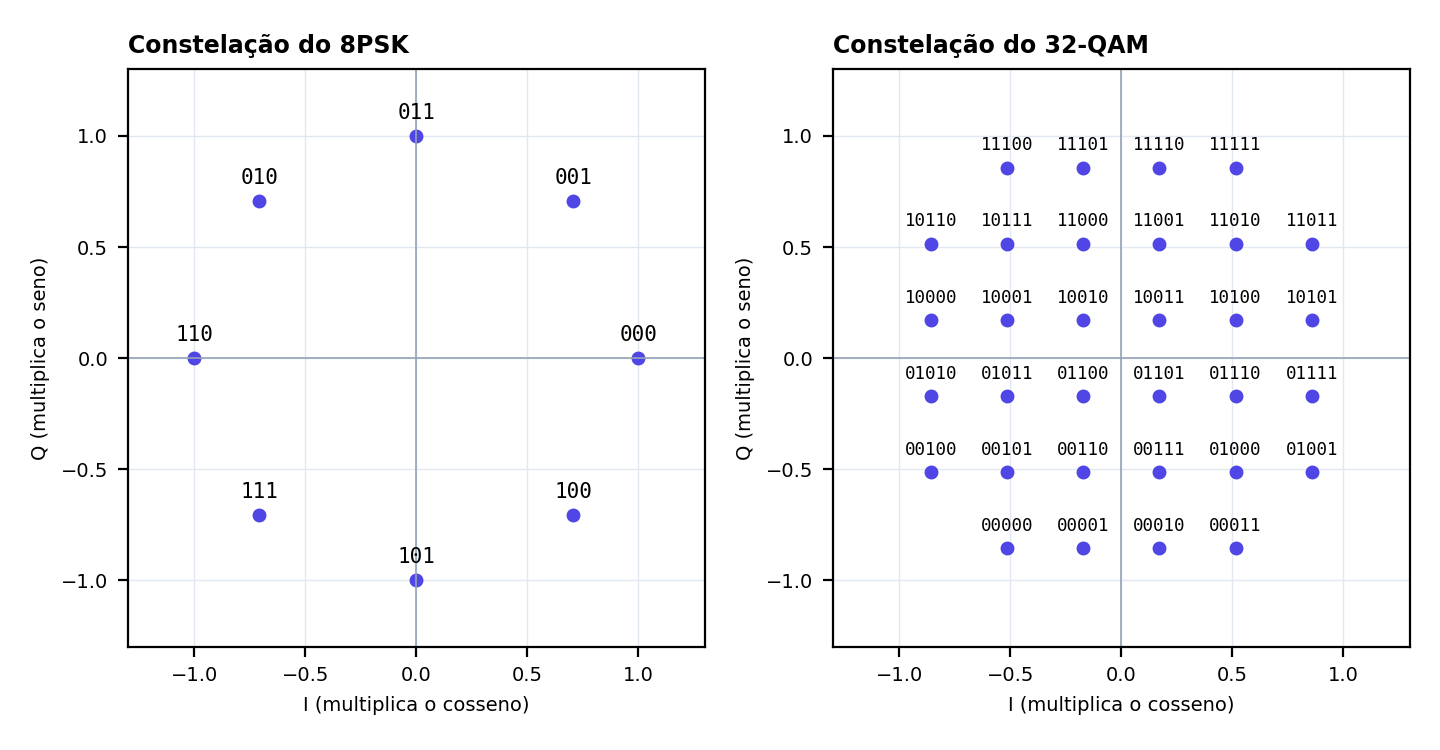 Constelação do 8PSK
1.0
0.5
0.0
−0.5
−1.0
Q (multiplica o seno)
011
010 001
110 000
111 100
101
−1.0 −0.5 0.0 0.5 1.0
I (multiplica o cosseno)
Constelação do 32-QAM
1.0
0.5
0.0
−0.5
−1.0
Q (multiplica o seno)
11100 11101 11110 11111
10110 10111 11000 11001 11010 11011
10000 10001 10010 10011 10100 10101
01010 01011 01100 01101 01110 01111
00100 00101 00110 00111 01000 01001
00000 00001 00010 00011
−1.0 −0.5 0.0 0.5 1.0
I (multiplica o cosseno)